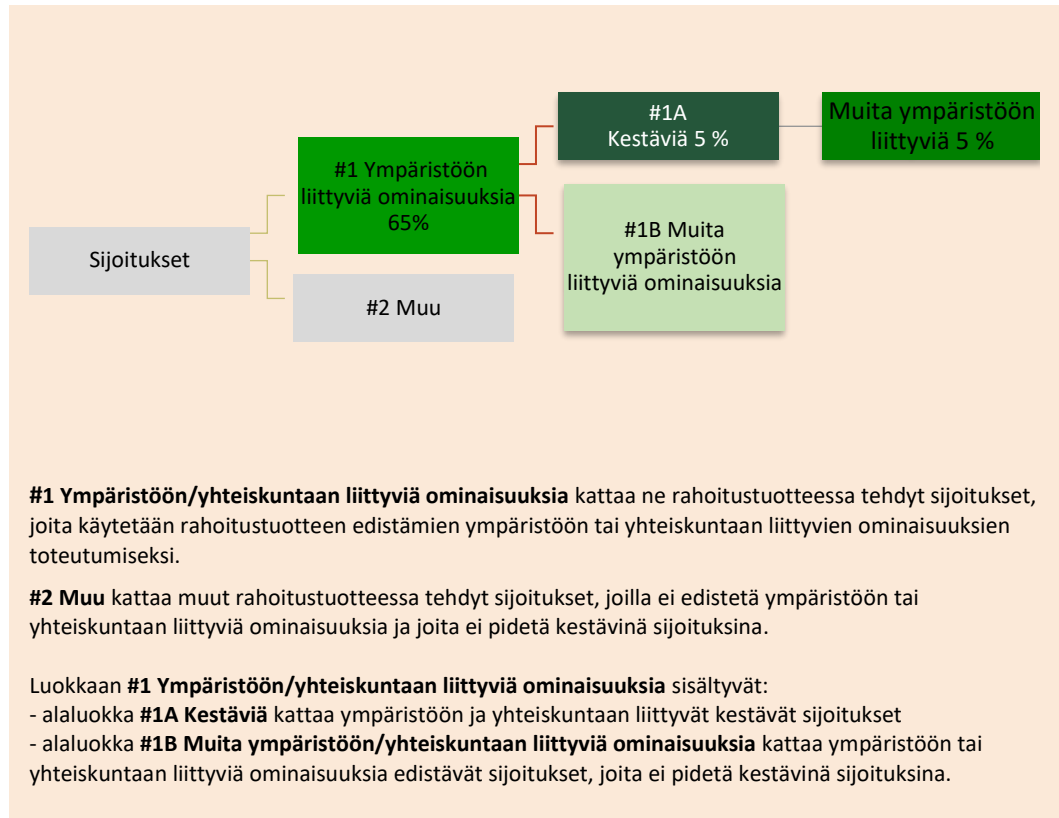 #1A
Kestäviä 5 %
Muita ympäristöön
liittyviä 5 %
#1 Ympäristöön
liittyviä ominaisuuksia
65%
#1B Muita
ympäristöön
liittyviä ominaisuuksia
Sijoitukset
#2 Muu
#1 Ympäristöön/yhteiskuntaan liittyviä ominaisuuksia kattaa ne rahoitustuotteessa tehdyt sijoitukset,
joita käytetään rahoitustuotteen edistämien ympäristöön tai yhteiskuntaan liittyvien ominaisuuksien
toteutumiseksi.
#2 Muu kattaa muut rahoitustuotteessa tehdyt sijoitukset, joilla ei edistetä ympäristöön tai
yhteiskuntaan liittyviä ominaisuuksia ja joita ei pidetä kestävinä sijoituksina.
Luokkaan #1 Ympäristöön/yhteiskuntaan liittyviä ominaisuuksia sisältyvät:
- alaluokka #1A Kestäviä kattaa ympäristöön ja yhteiskuntaan liittyvät kestävät sijoitukset
- alaluokka #1B Muita ympäristöön/yhteiskuntaan liittyviä ominaisuuksia kattaa ympäristöön tai
yhteiskuntaan liittyviä ominaisuuksia edistävät sijoitukset, joita ei pidetä kestävinä sijoituksina.